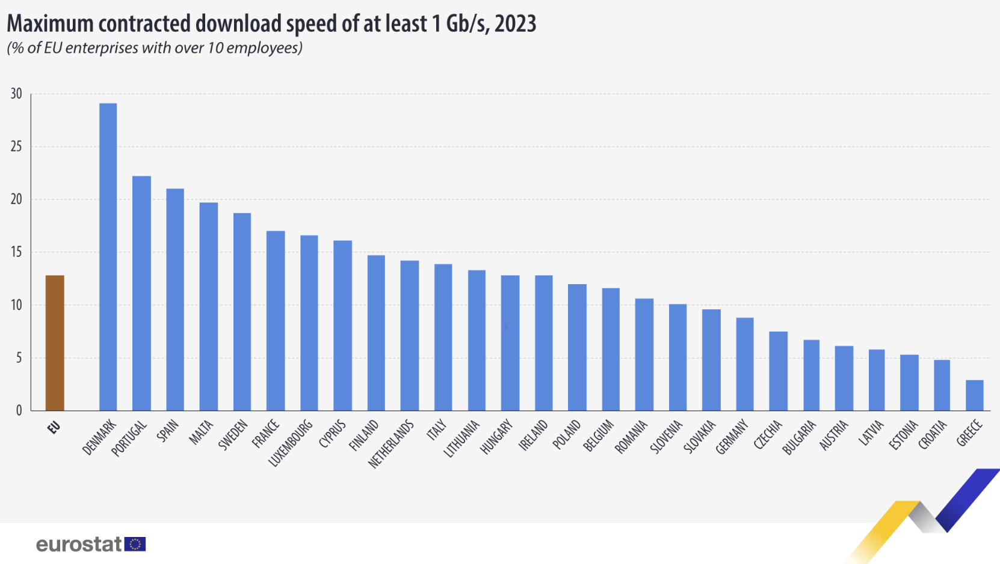 Maximum contracted download speed of at least 1 Gb/s, 2023
(% of EU enterprises with over 10 employees)
30
25
20
15
10
5
0
3
EU
DENMARK
PORTUGAL
SPAIN
MALTA
SWEDEN
FRANCE
LUXEMBOURG
CYPRUS
FINLAND
NETHERLANDS
ITALY
LITHUANIA
HUNGARY
IRELAND
POLAND
BELGIUM
ROMANIA
SLOVENIA
SLOVAKIA
GERMANY
CZECHIA
BULGARIA
AUSTRIA
LATVIA
ESTONIA
CROATIA
GREECE
eurostat